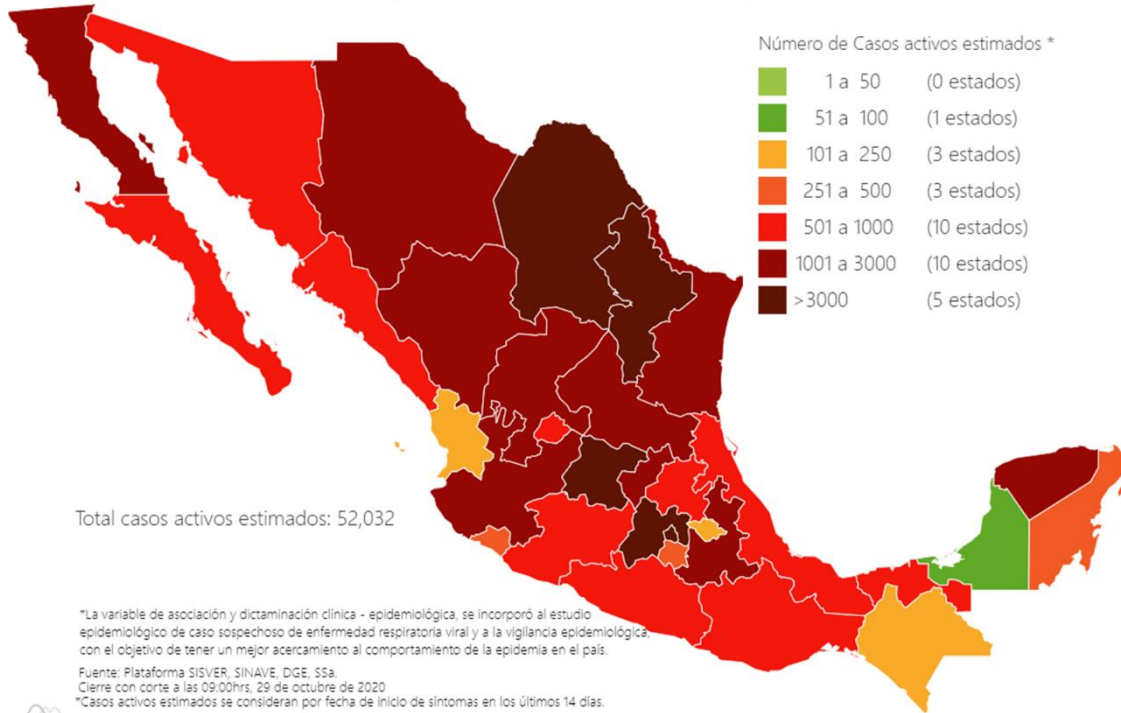 Número de Casos activos estimados *
1 a 50 (0 estados)
51 a 100 (1 estados)
101 a 250 (3 estados)
251 a 500 (3 estados)
501 a 1000 (10 estados)
1001 a 3000 (10 estados)
>3000 (5 estados)
Total casos activos estimados: 52,032
*La variable de asociación y dictaminación clínica - epidemiológica, se incorporó al estudio
epidemiológico de caso sospechoso de enfermedad respiratoria viral y a la vigilancia epidemiológica,
con el objetivo de tener un mejor acercamiento al comportamiento de la epidemia en el país.
Fuente: Plataforma SISVER, SINAVE, DGE, SSa.
Cierre con corte a las 09:00hrs, 29 de octubre de 2020
*Casos activos estimados se consideran por fecha de inicio de síntomas en los últimos 14 días.